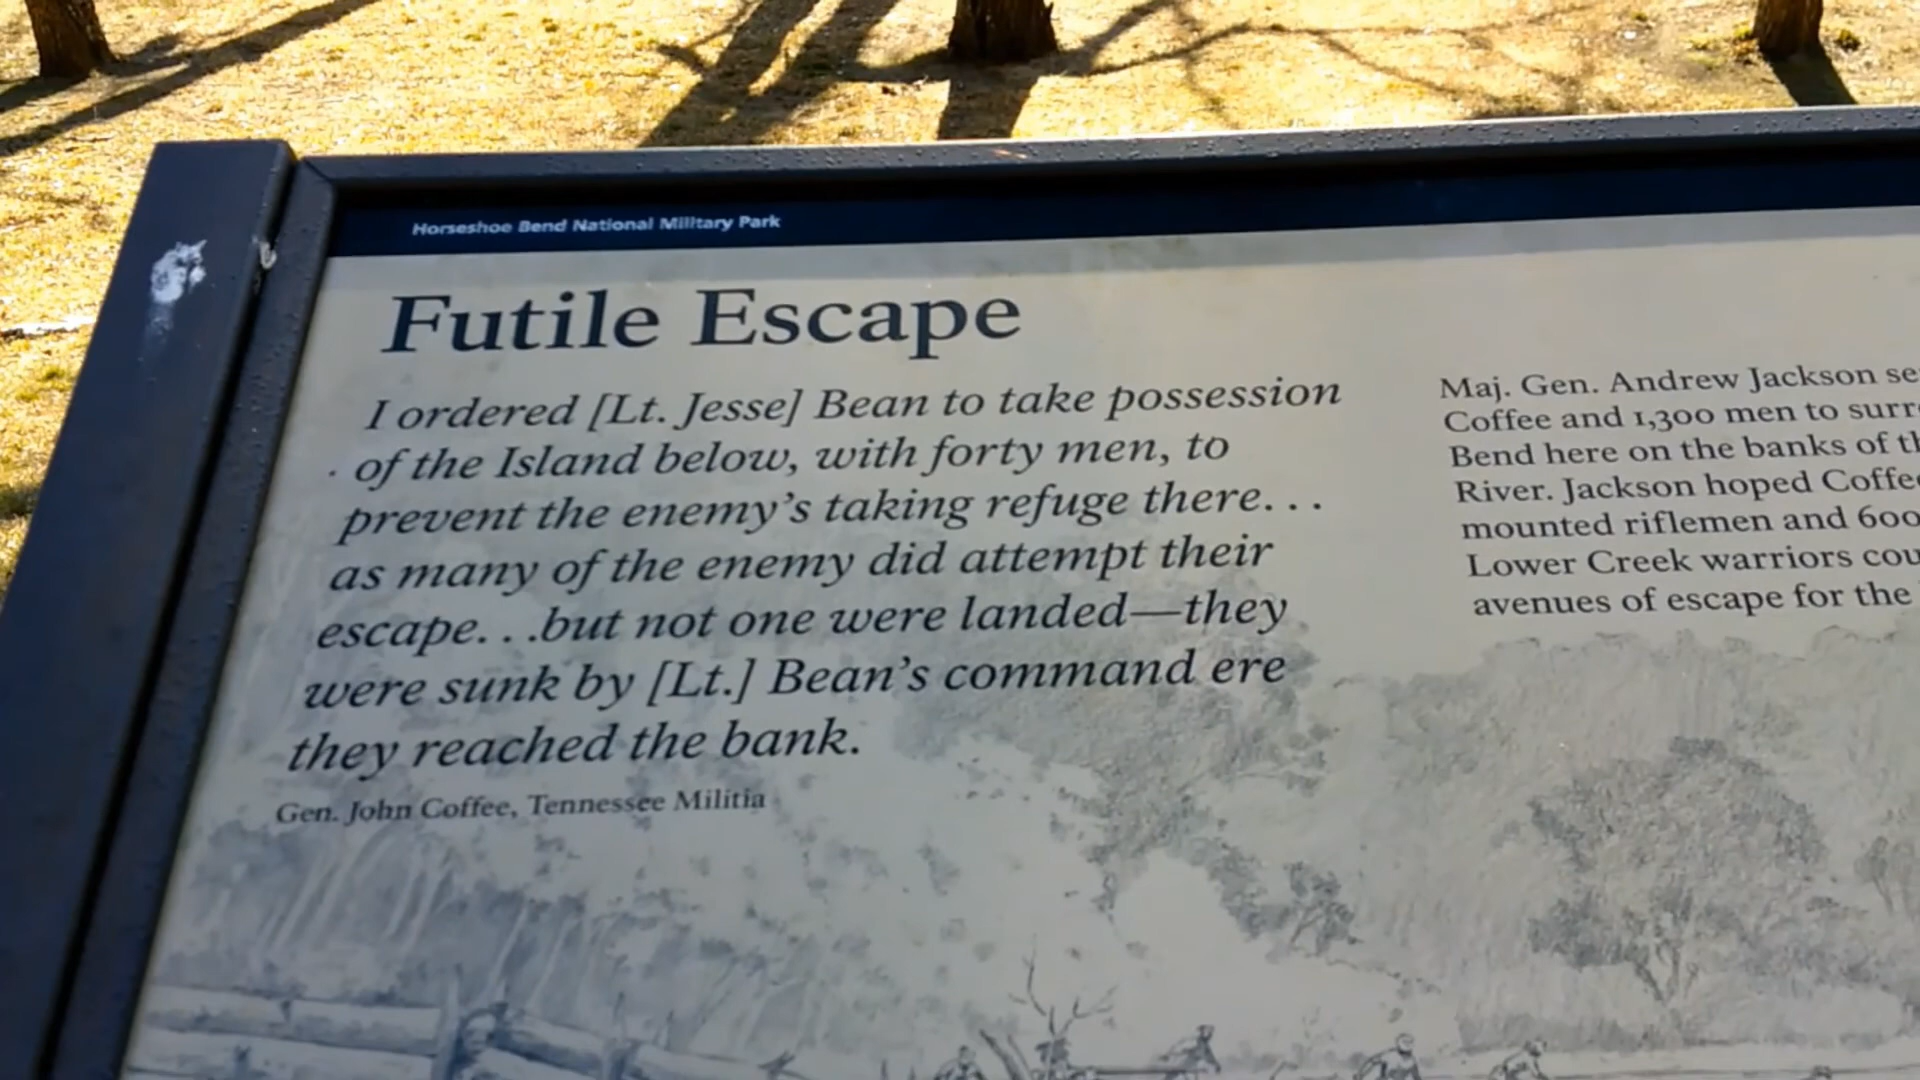 Horseshoe Bend National Military Park
Futile Escape
I ordered [Lt. Jesse] Bean to take possession
of the Island below, with forty men, to
prevent the enemy's taking refuge there. . .
as many of the enemy did attempt their
escape. . .but not one were landed—they
were sunk by [Lt.] Bean's command ere
they reached the bank.
Gen. John Coffee, Tennessee Militia
Maj. Gen. Andrew Jackson
Coffee and 1,300 men to
Bend here on the banks of
River. Jackson hoped
mounted riflemen and 600
Lower Creek warriors
avenues of escape for the